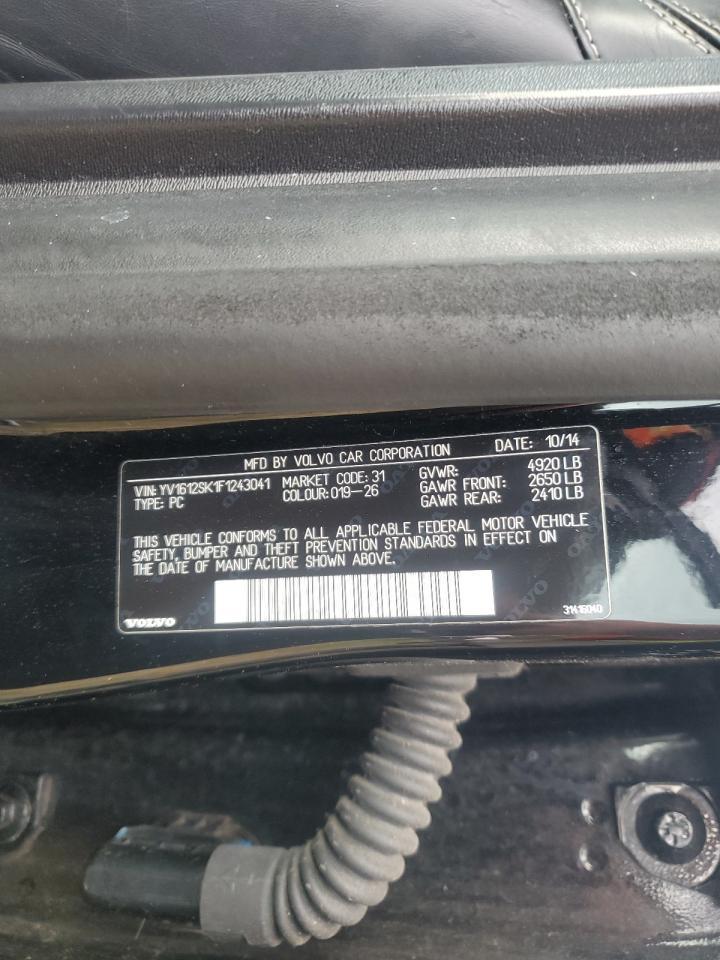 MFD BY VOLVO CAR CORPORATION DATE: 10/14
VIN: YV1612SK1F1243041 MARKET CODE: 31 GVWR: 4920 LB
TYPE: PC COLOUR: 019-26 GAWR FRONT: 2650 LB
GAWR REAR: 2410 LB
THIS VEHICLE CONFORMS TO ALL APPLICABLE FEDERAL MOTOR VEHICLE
SAFETY, BUMPER AND THEFT PREVENTION STANDARDS IN EFFECT ON
THE DATE OF MANUFACTURE SHOWN ABOVE.
VOLVO 31416040